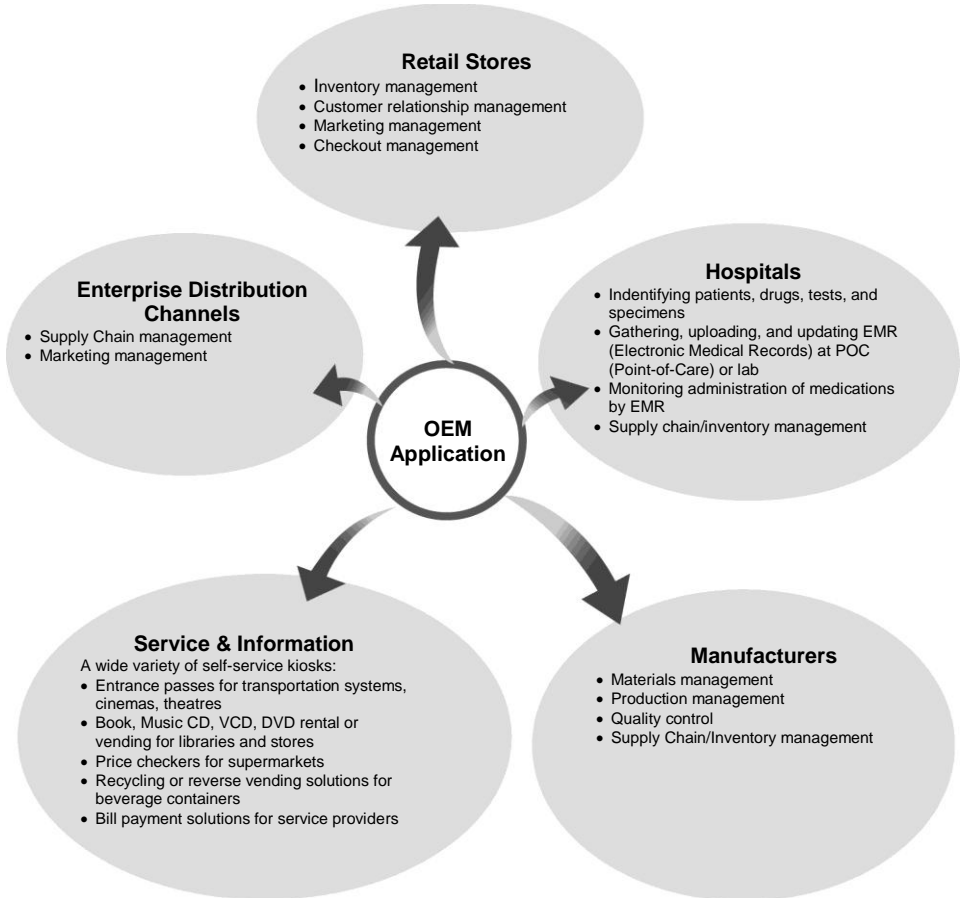 Retail Stores
• Inventory management
• Customer relationship management
• Marketing management
• Checkout management
Enterprise Distribution
Channels
• Supply Chain management
• Marketing management
Hospitals
• Indentifying patients, drugs, tests, and
specimens
• Gathering, uploading, and updating EMR
(Electronic Medical Records) at POC
(Point-of-Care) or lab
• Monitoring administration of medications
by EMR
• Supply chain/inventory management
OEM
Application
Service & Information
A wide variety of self-service kiosks:
• Entrance passes for transportation systems,
cinemas, theatres
• Book, Music CD, VCD, DVD rental or
vending for libraries and stores
• Price checkers for supermarkets
• Recycling or reverse vending solutions for
beverage containers
• Bill payment solutions for service providers
Manufacturers
• Materials management
• Production management
• Quality control
• Supply Chain/Inventory management